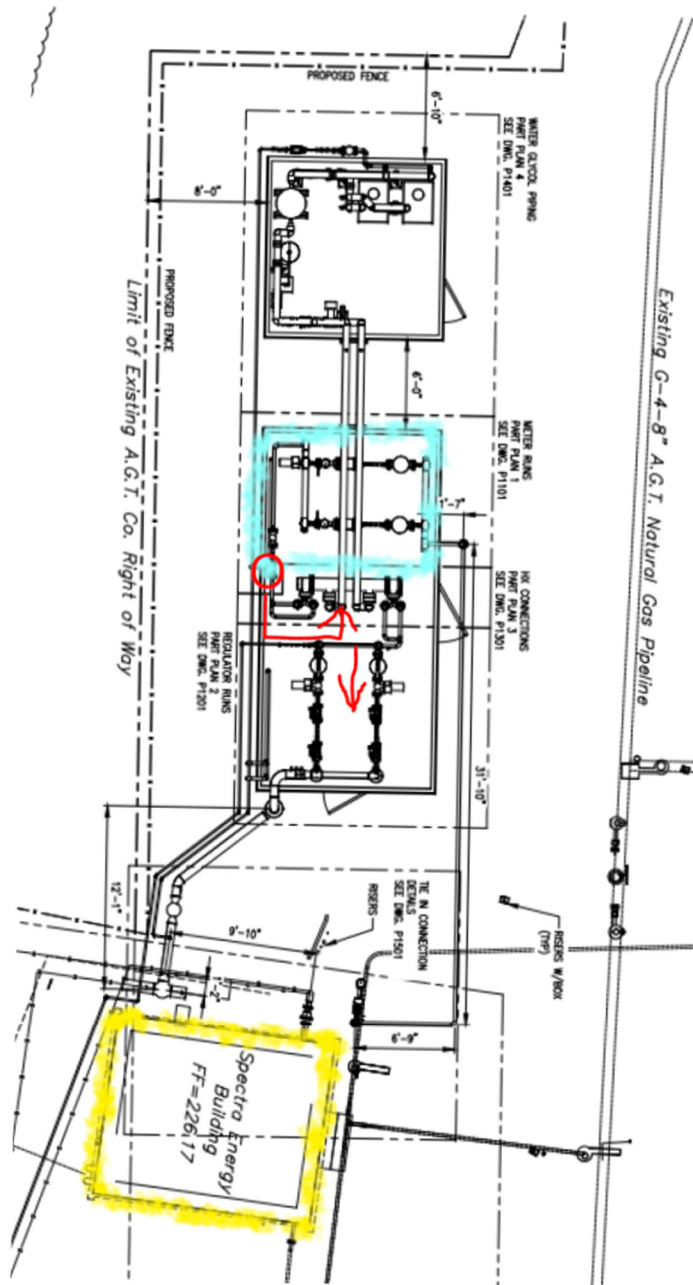 PROPOSED FENCE
6'-10"
WATER GLYCOL PIPING
PART PLAN 4
SEE DWG. P1401
8'-0"
PROPOSED FENCE
Limit of Existing A.G.T. Co. Right of Way
Existing G-4-8" A.G.T. Natural Gas Pipeline
6'-0"
METER RUNS
PART PLAN 1
SEE DWG. P1101
1'-7"
HX CONNECTIONS
PART PLAN 3
SEE DWG. P1301
REGULATOR RUNS
PART PLAN 2
SEE DWG. P1201
31'-10"
12'-1"
TIE IN CONNECTION
DETAILS
SEE DWG. P1501
RISERS
RISERS W/BOX
(TYP)
9'-10"
6'-9"
Spectra Energy
Building
FF=226.17